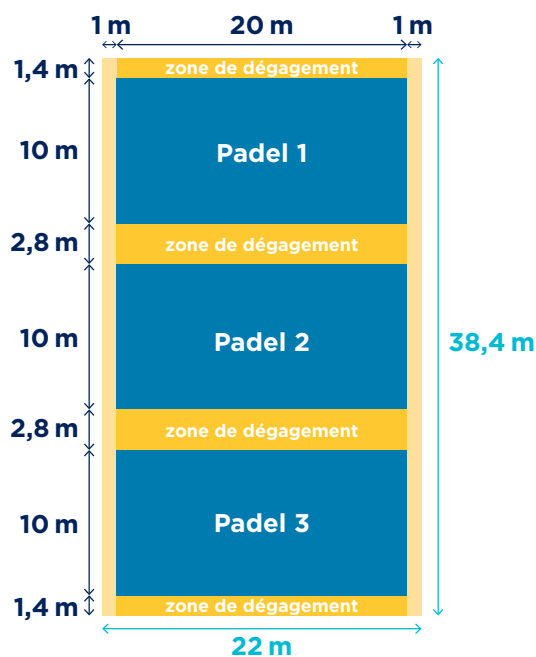 1 m 20 m 1 m
1,4 m
zone de dégagement
10 m
Padel 1
2,8 m
zone de dégagement
10 m
Padel 2
38,4 m
2,8 m
zone de dégagement
10 m
Padel 3
1,4 m
zone de dégagement
22 m